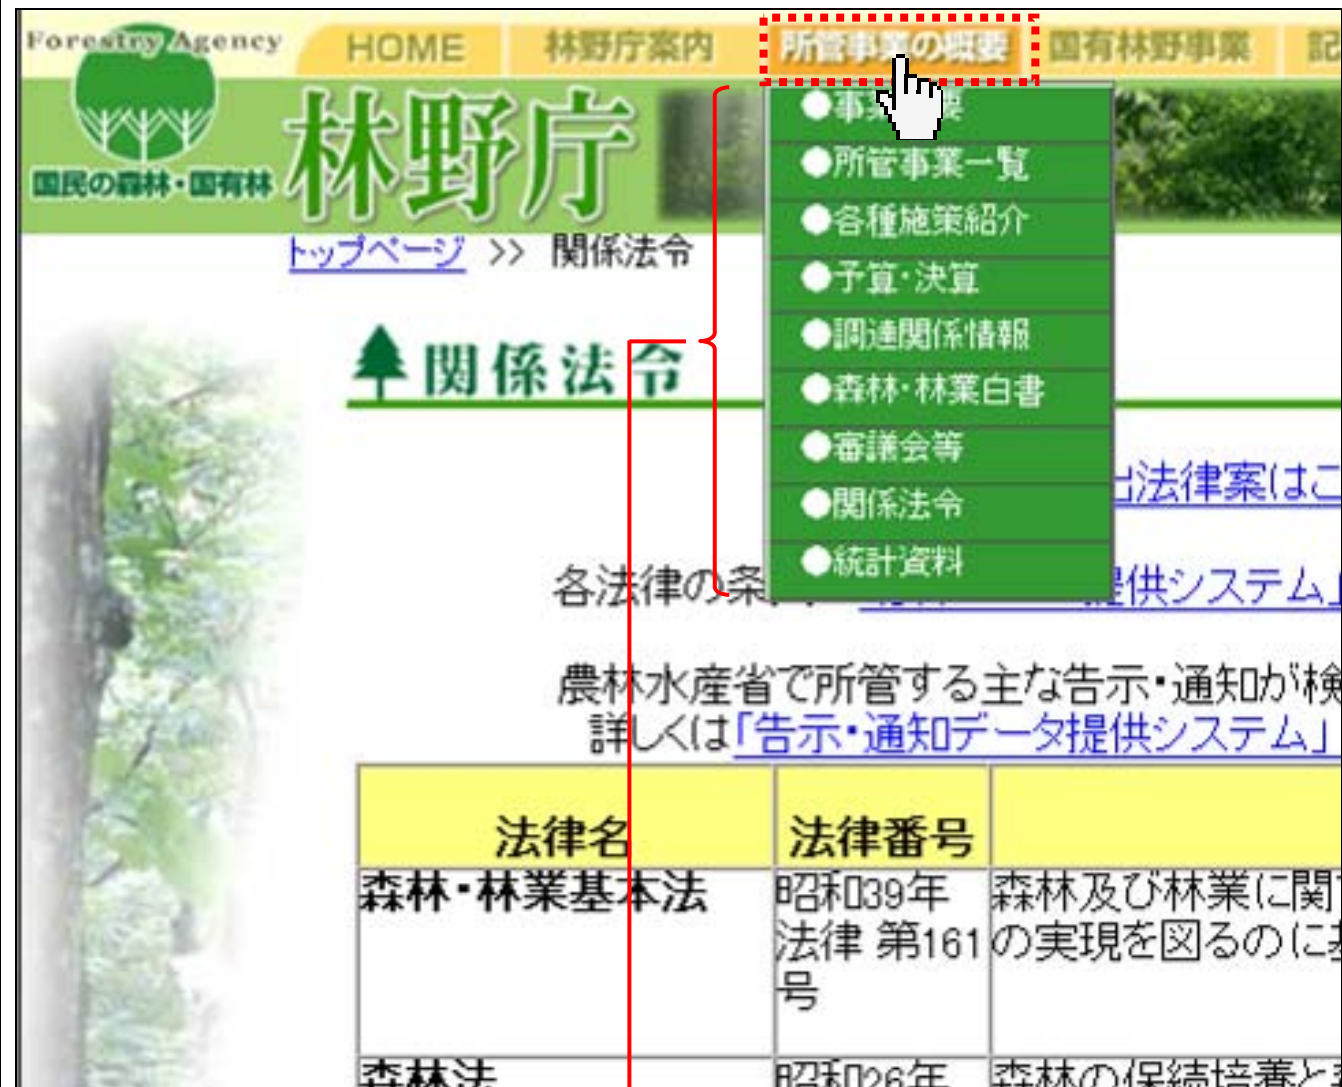 Forestry Agency
HOME
林野庁案内
所管事業の概要
国有林野事業
記
国民の森林・国有林
林野庁
●事業
●所管事業一覧
●各種施策紹介
●予算・決算
●調達関係情報
●森林・林業白書
●審議会等
●関係法令
●統計資料
トップページ >> 関係法令
関係法令
出法律案はこ
各法律の条
提供システム」
農林水産省で所管する主な告示・通知が検
詳しくは「告示・通知データ提供システム」
法律名
法律番号
森林・林業基本法
昭和39年
法律 第161
号
森林及び林業に関
の実現を図るのに
森林法
昭和26年
森林の保続培養と